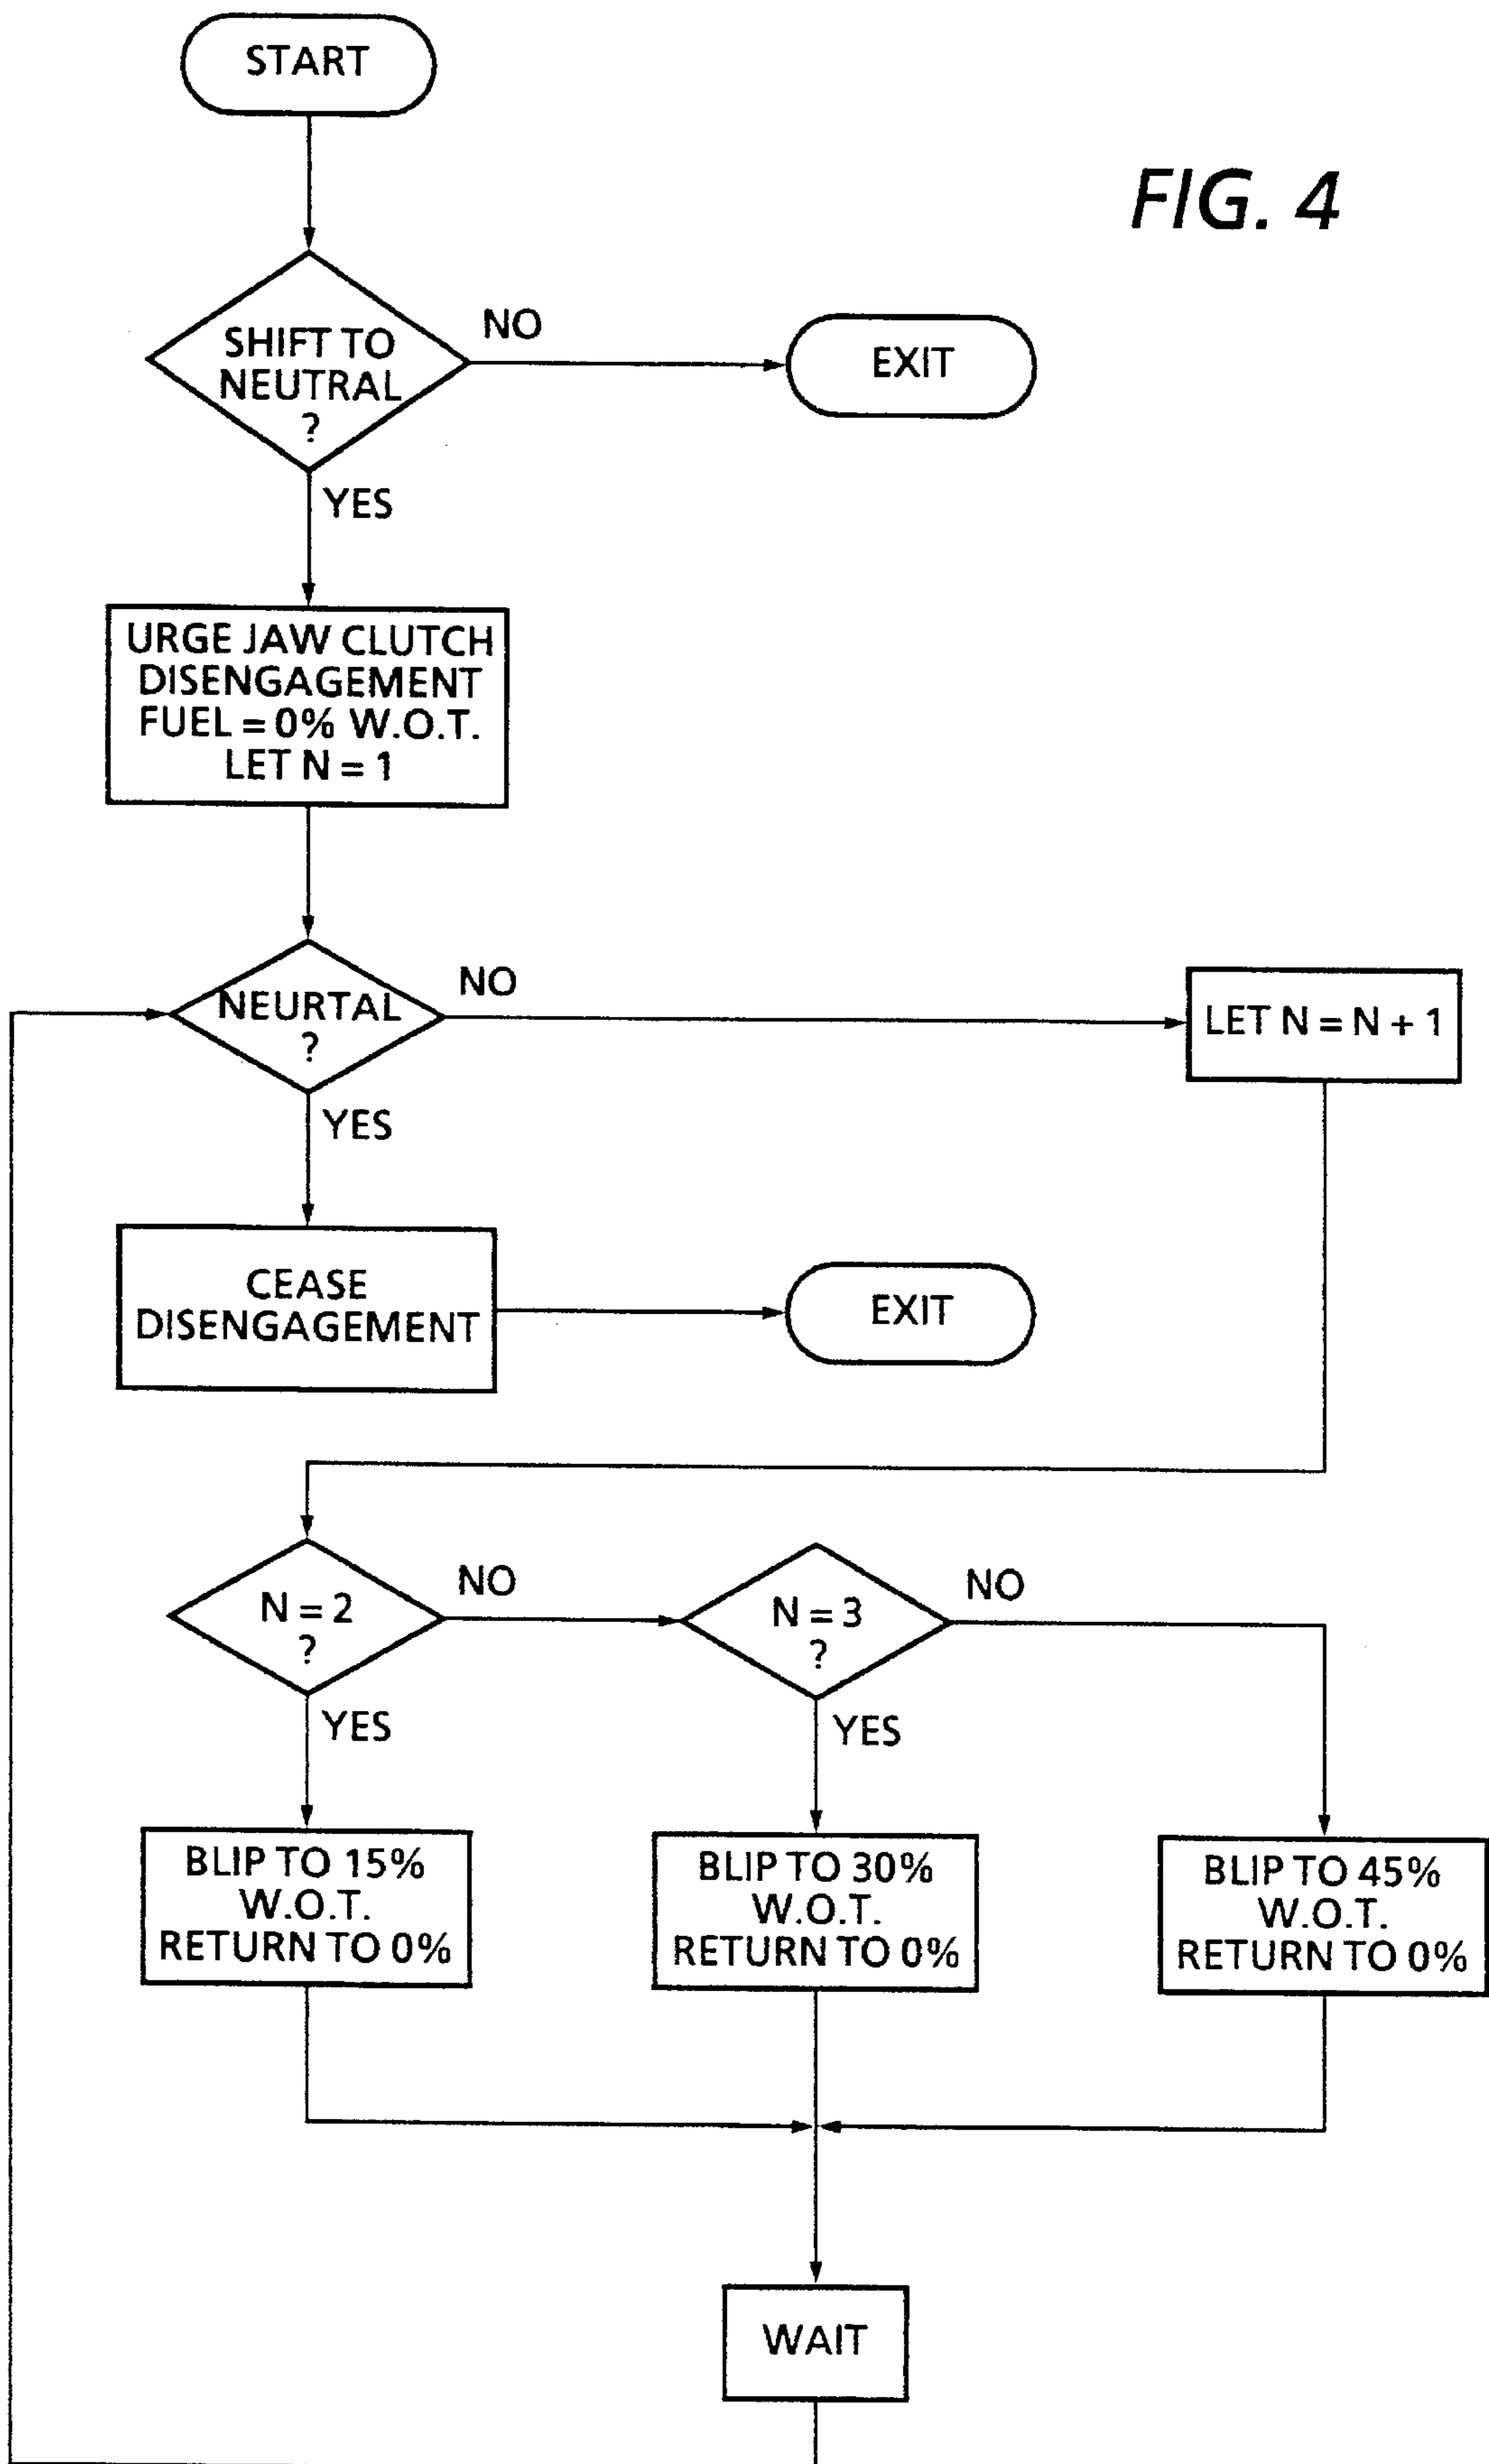 START
FIG. 4
SHIFT TO
NEUTRAL
?
NO
EXIT
YES
URGE JAW CLUTCH
DISENGAGEMENT
FUEL = 0% W.O.T.
LET N = 1
NEURTAL
?
NO
LET N = N + 1
YES
CEASE
DISENGAGEMENT
EXIT
N = 2
?
NO
N = 3
?
NO
YES
YES
BLIP TO 15%
W.O.T.
RETURN TO 0%
BLIP TO 30%
W.O.T.
RETURN TO 0%
BLIP TO 45%
W.O.T.
RETURN TO 0%
WAIT